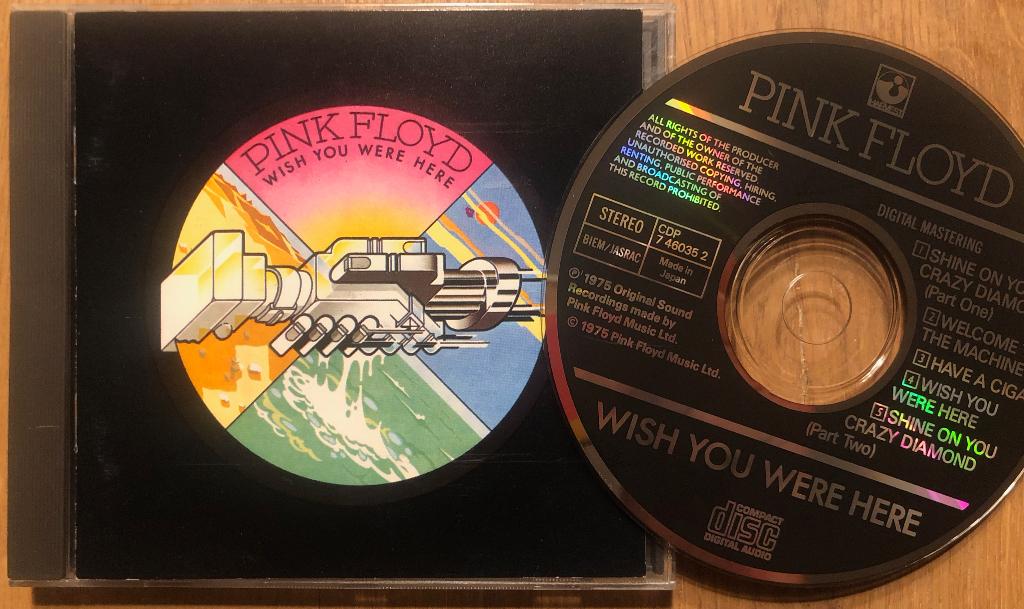 PINK FLOYD
WISH YOU WERE HERE
HARVEST
PINK FLOYD
ALL RIGHTS OF THE PRODUCER
AND OF THE OWNER OF THE
RECORDED WORK RESERVED
UNAUTHORISED COPYING, HIRING,
RENTING, PUBLIC PERFORMANCE
AND BROADCASTING OF
THIS RECORD PROHIBITED.
STEREO
BIEM/JASRAC
CDP
7 46035 2
Made in
Japan
℗ 1975 Original Sound
Recordings made by
Pink Floyd Music Ltd.
© 1975 Pink Floyd Music Ltd.
DIGITAL MASTERING
1 SHINE ON YO
CRAZY DIAMO
(Part One)
2 WELCOME
THE MACHINE
3 HAVE A CIGA
4 WISH YOU
WERE HERE
5 SHINE ON YOU
CRAZY DIAMOND
(Part Two)
WISH YOU WERE HERE
COMPACT
disc
DIGITAL AUDIO